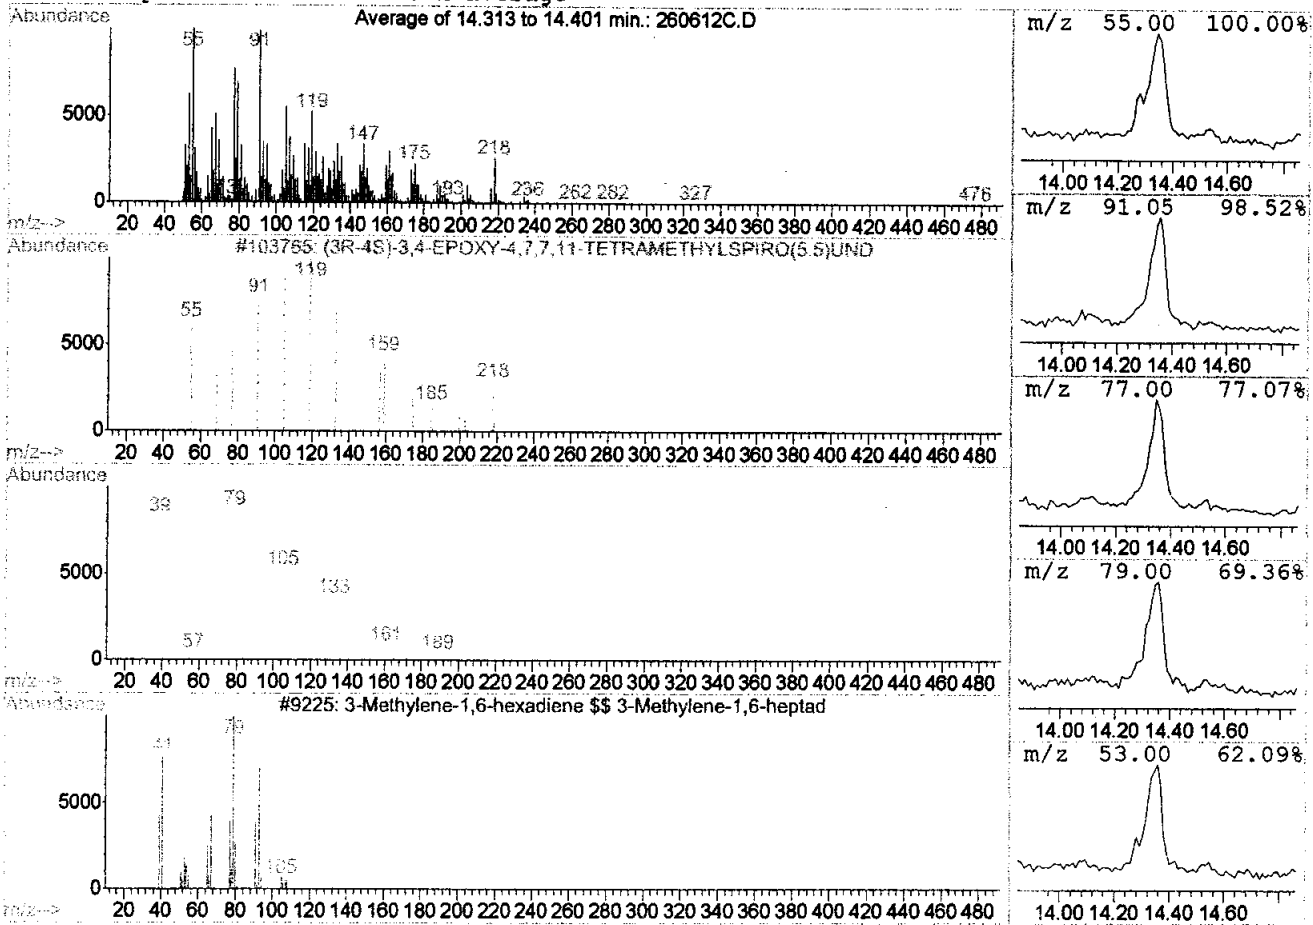 Abundance
Average of 14.313 to 14.401 min.: 260612C.D
55
91
119
147
175
218
193
236
262
282
327
476
5000
0
m/z-->
20 40 60 80 100 120 140 160 180 200 220 240 260 280 300 320 340 360 380 400 420 440 460 480
Abundance
#103765: (3R-4S)-3,4-EPOXY-4,7,7,11-TETRAMETHYLSPIRO(5.5)UND
55
91
119
159
185
218
5000
0
m/z-->
20 40 60 80 100 120 140 160 180 200 220 240 260 280 300 320 340 360 380 400 420 440 460 480
Abundance
39
79
105
133
57
161
189
5000
0
m/z-->
20 40 60 80 100 120 140 160 180 200 220 240 260 280 300 320 340 360 380 400 420 440 460 480
Abundance
#9225: 3-Methylene-1,6-hexadiene $$ 3-Methylene-1,6-heptad
79
105
5000
0
m/z-->
20 40 60 80 100 120 140 160 180 200 220 240 260 280 300 320 340 360 380 400 420 440 460 480
m/z 55.00 100.00%
14.00 14.20 14.40 14.60
m/z 91.05 98.52%
14.00 14.20 14.40 14.60
m/z 77.00 77.07%
14.00 14.20 14.40 14.60
m/z 79.00 69.36%
14.00 14.20 14.40 14.60
m/z 53.00 62.09%
14.00 14.20 14.40 14.60